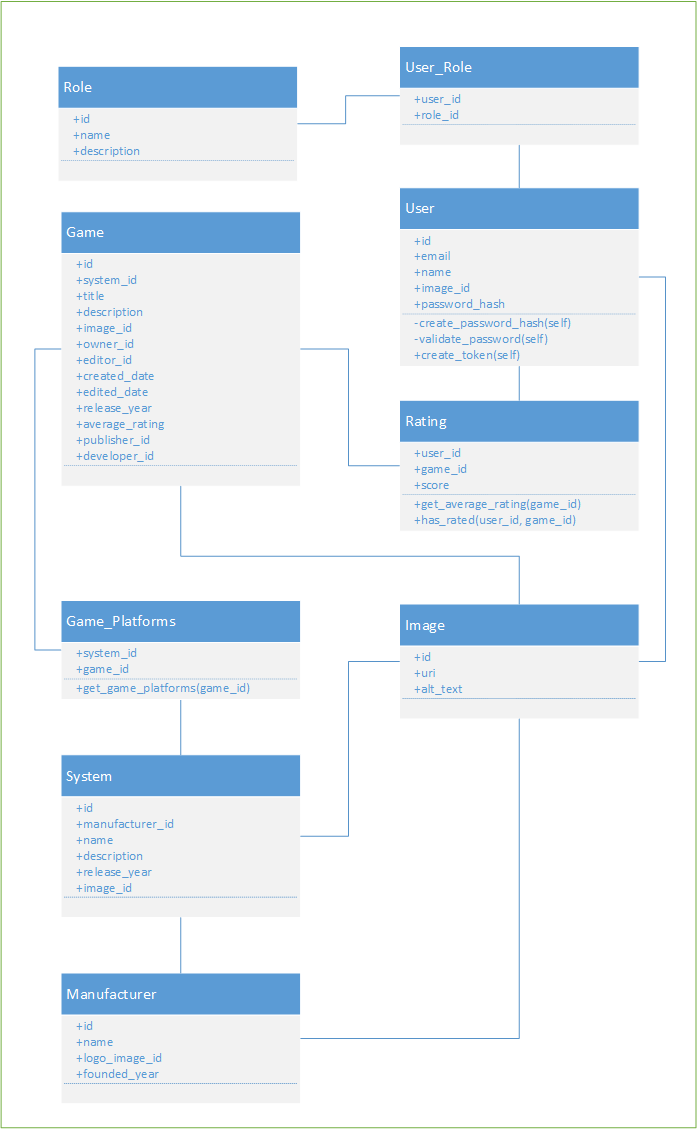 Role
+id
+name
+description
User_Role
+user_id
+role_id
Game
+id
+system_id
+title
+description
+image_id
+owner_id
+editor_id
+created_date
+edited_date
+release_year
+average_rating
+publisher_id
+developer_id
User
+id
+email
+name
+image_id
+password_hash
-create_password_hash(self)
-validate_password(self)
+create_token(self)
Rating
+user_id
+game_id
+score
+get_average_rating(game_id)
+has_rated(user_id, game_id)
Game_Platforms
+system_id
+game_id
+get_game_platforms(game_id)
Image
+id
+uri
+alt_text
System
+id
+manufacturer_id
+name
+description
+release_year
+image_id
Manufacturer
+id
+name
+logo_image_id
+founded_year